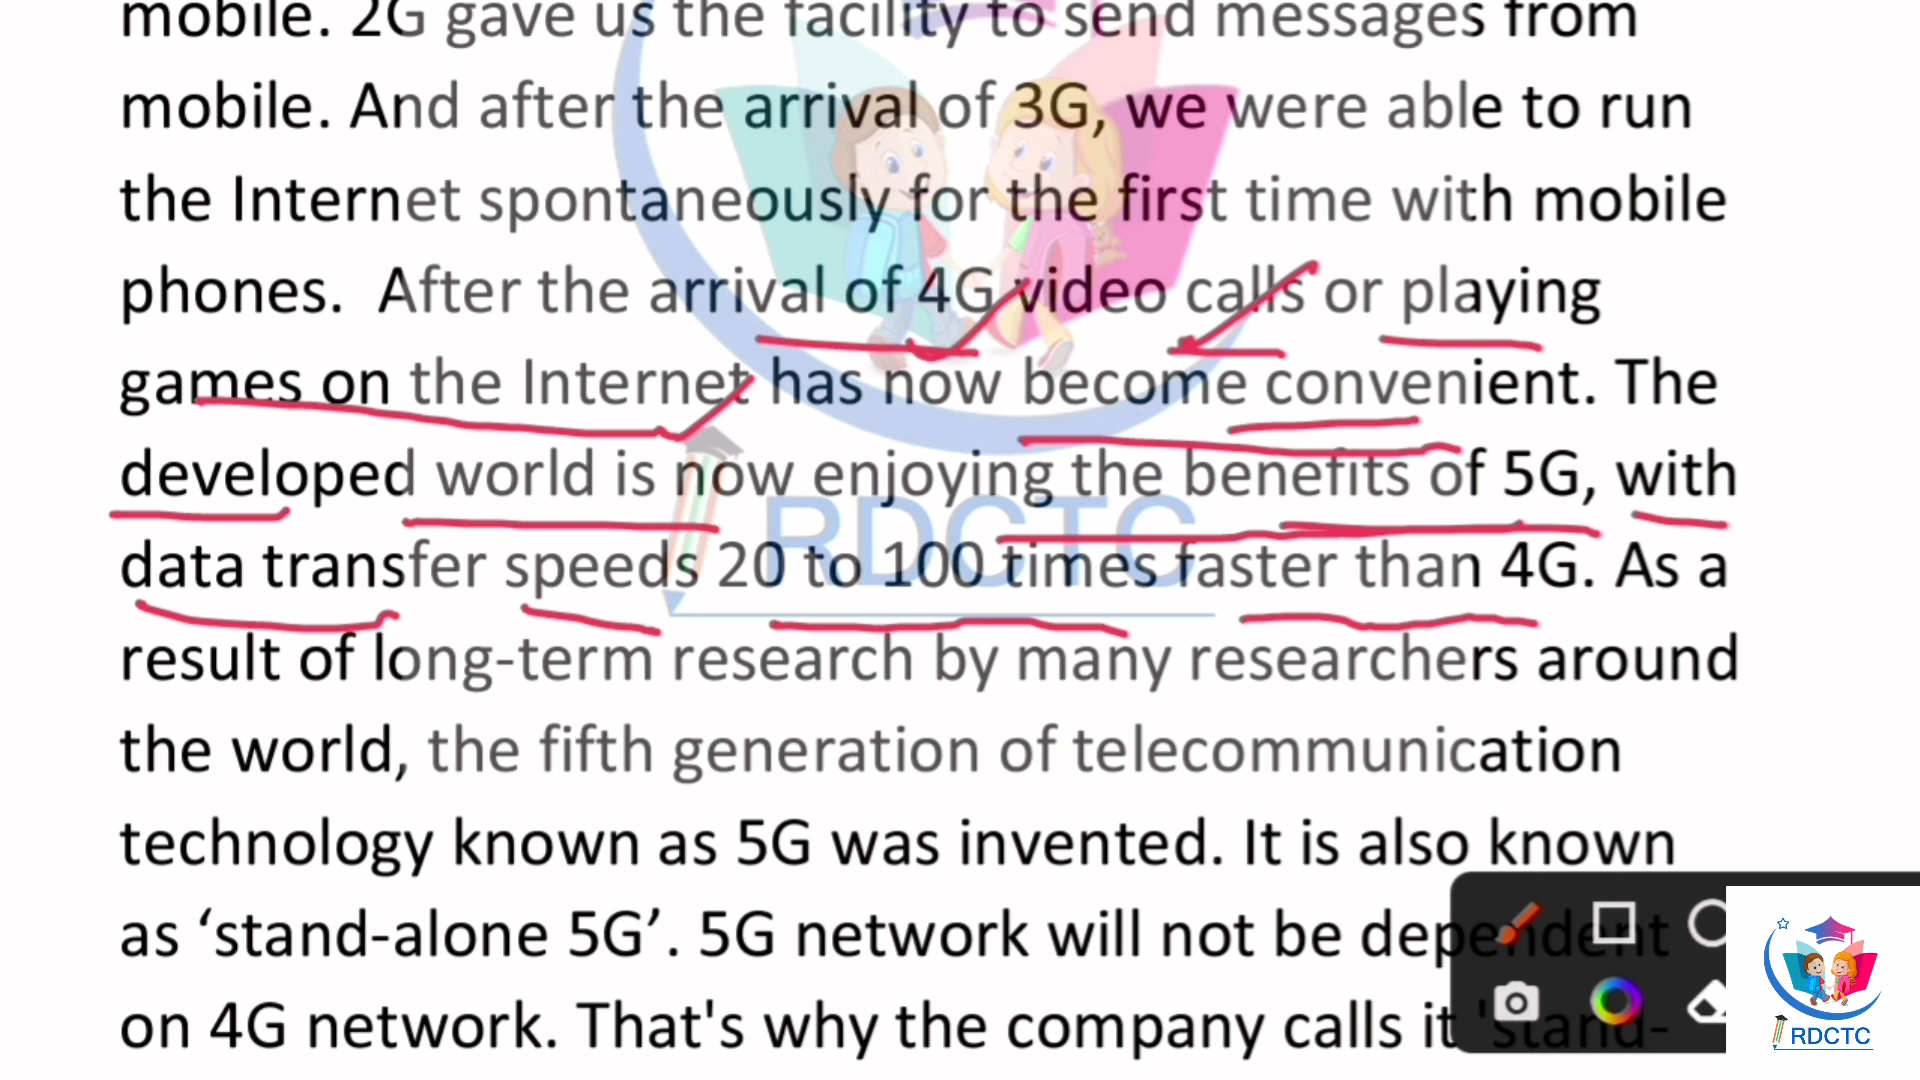 mobile. 2G gave us the facility to send messages from
mobile. And after the arrival of 3G, we were able to run
the Internet spontaneously for the first time with mobile
phones.  After the arrival of 4G video calls or playing
games on the Internet has now become convenient. The
developed world is now enjoying the benefits of 5G, with
data transfer speeds 20 to 100 times faster than 4G. As a
result of long-term research by many researchers around
the world, the fifth generation of telecommunication
technology known as 5G was invented. It is also known
as ‘stand-alone 5G’. 5G network will not be dependent
on 4G network. That's why the company calls it 'stand-
RDCTC
RDCTC